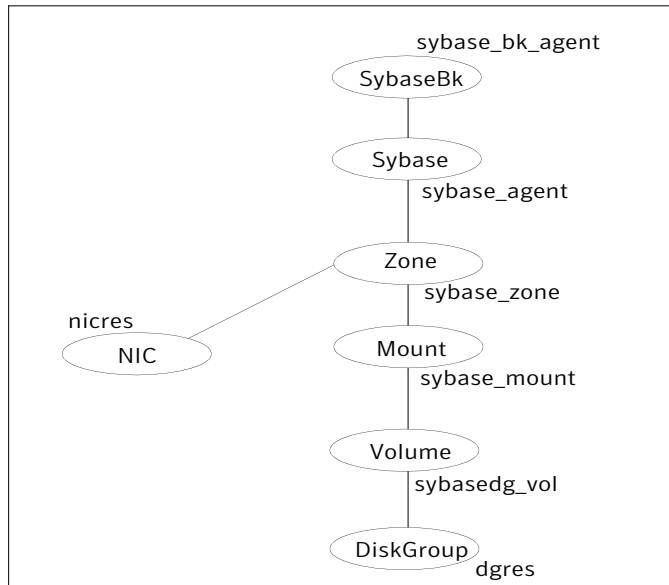 sybase_bk_agent
SybaseBk
Sybase
sybase_agent
Zone
sybase_zone
nicres
NIC
Mount
sybase_mount
Volume
sybasedg_vol
DiskGroup
dgres